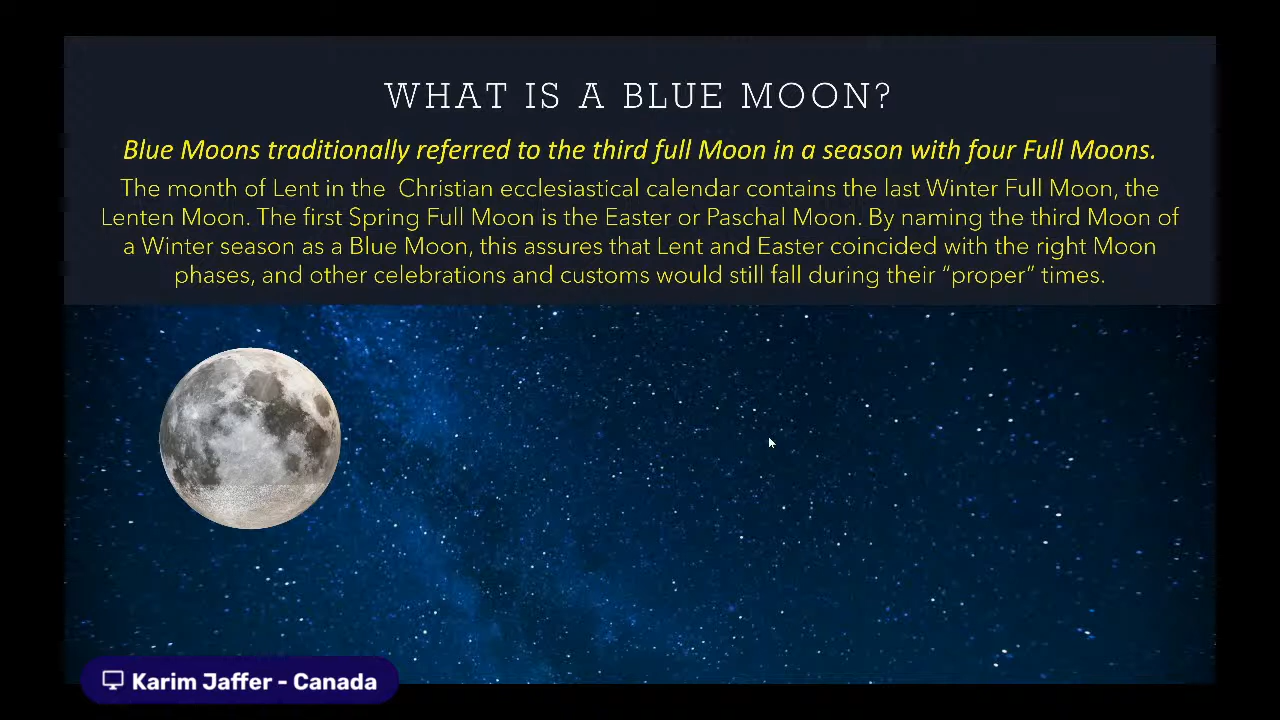 WHAT IS A BLUE MOON?
Blue Moons traditionally referred to the third full Moon in a season with four Full Moons.
The month of Lent in the Christian ecclesiastical calendar contains the last Winter Full Moon, the
Lenten Moon. The first Spring Full Moon is the Easter or Paschal Moon. By naming the third Moon of
a Winter season as a Blue Moon, this assures that Lent and Easter coincided with the right Moon
phases, and other celebrations and customs would still fall during their “proper” times.
Karim Jaffer - Canada